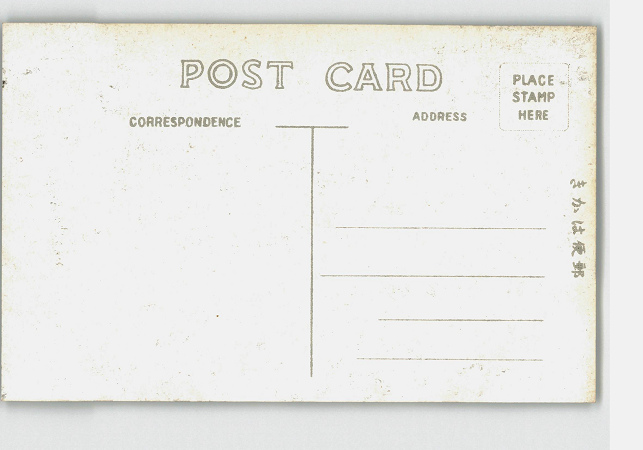 POST CARD
CORRESPONDENCE
ADDRESS
PLACE
STAMP
HERE
きかは便郵